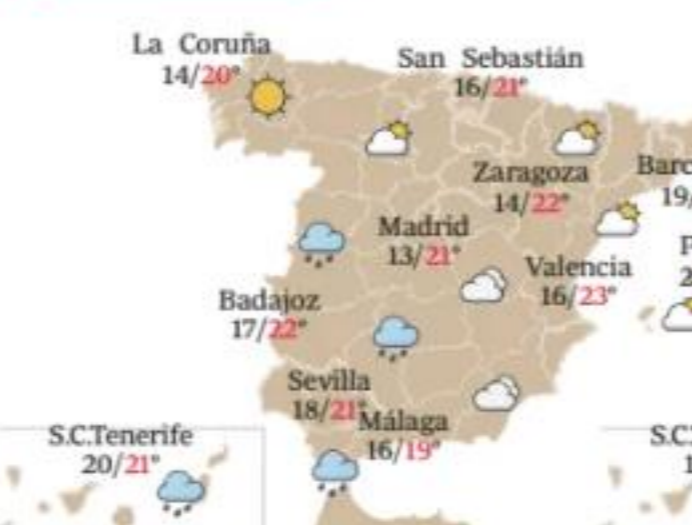 La Coruña
14/20°
San Sebastián
16/21°
Zaragoza
14/22°
19/
Madrid
13/21°
Valencia
16/23°
Badajoz
17/22°
Sevilla
18/21°
Málaga
16/19°
S.C.Tenerife
20/21°
S.C.